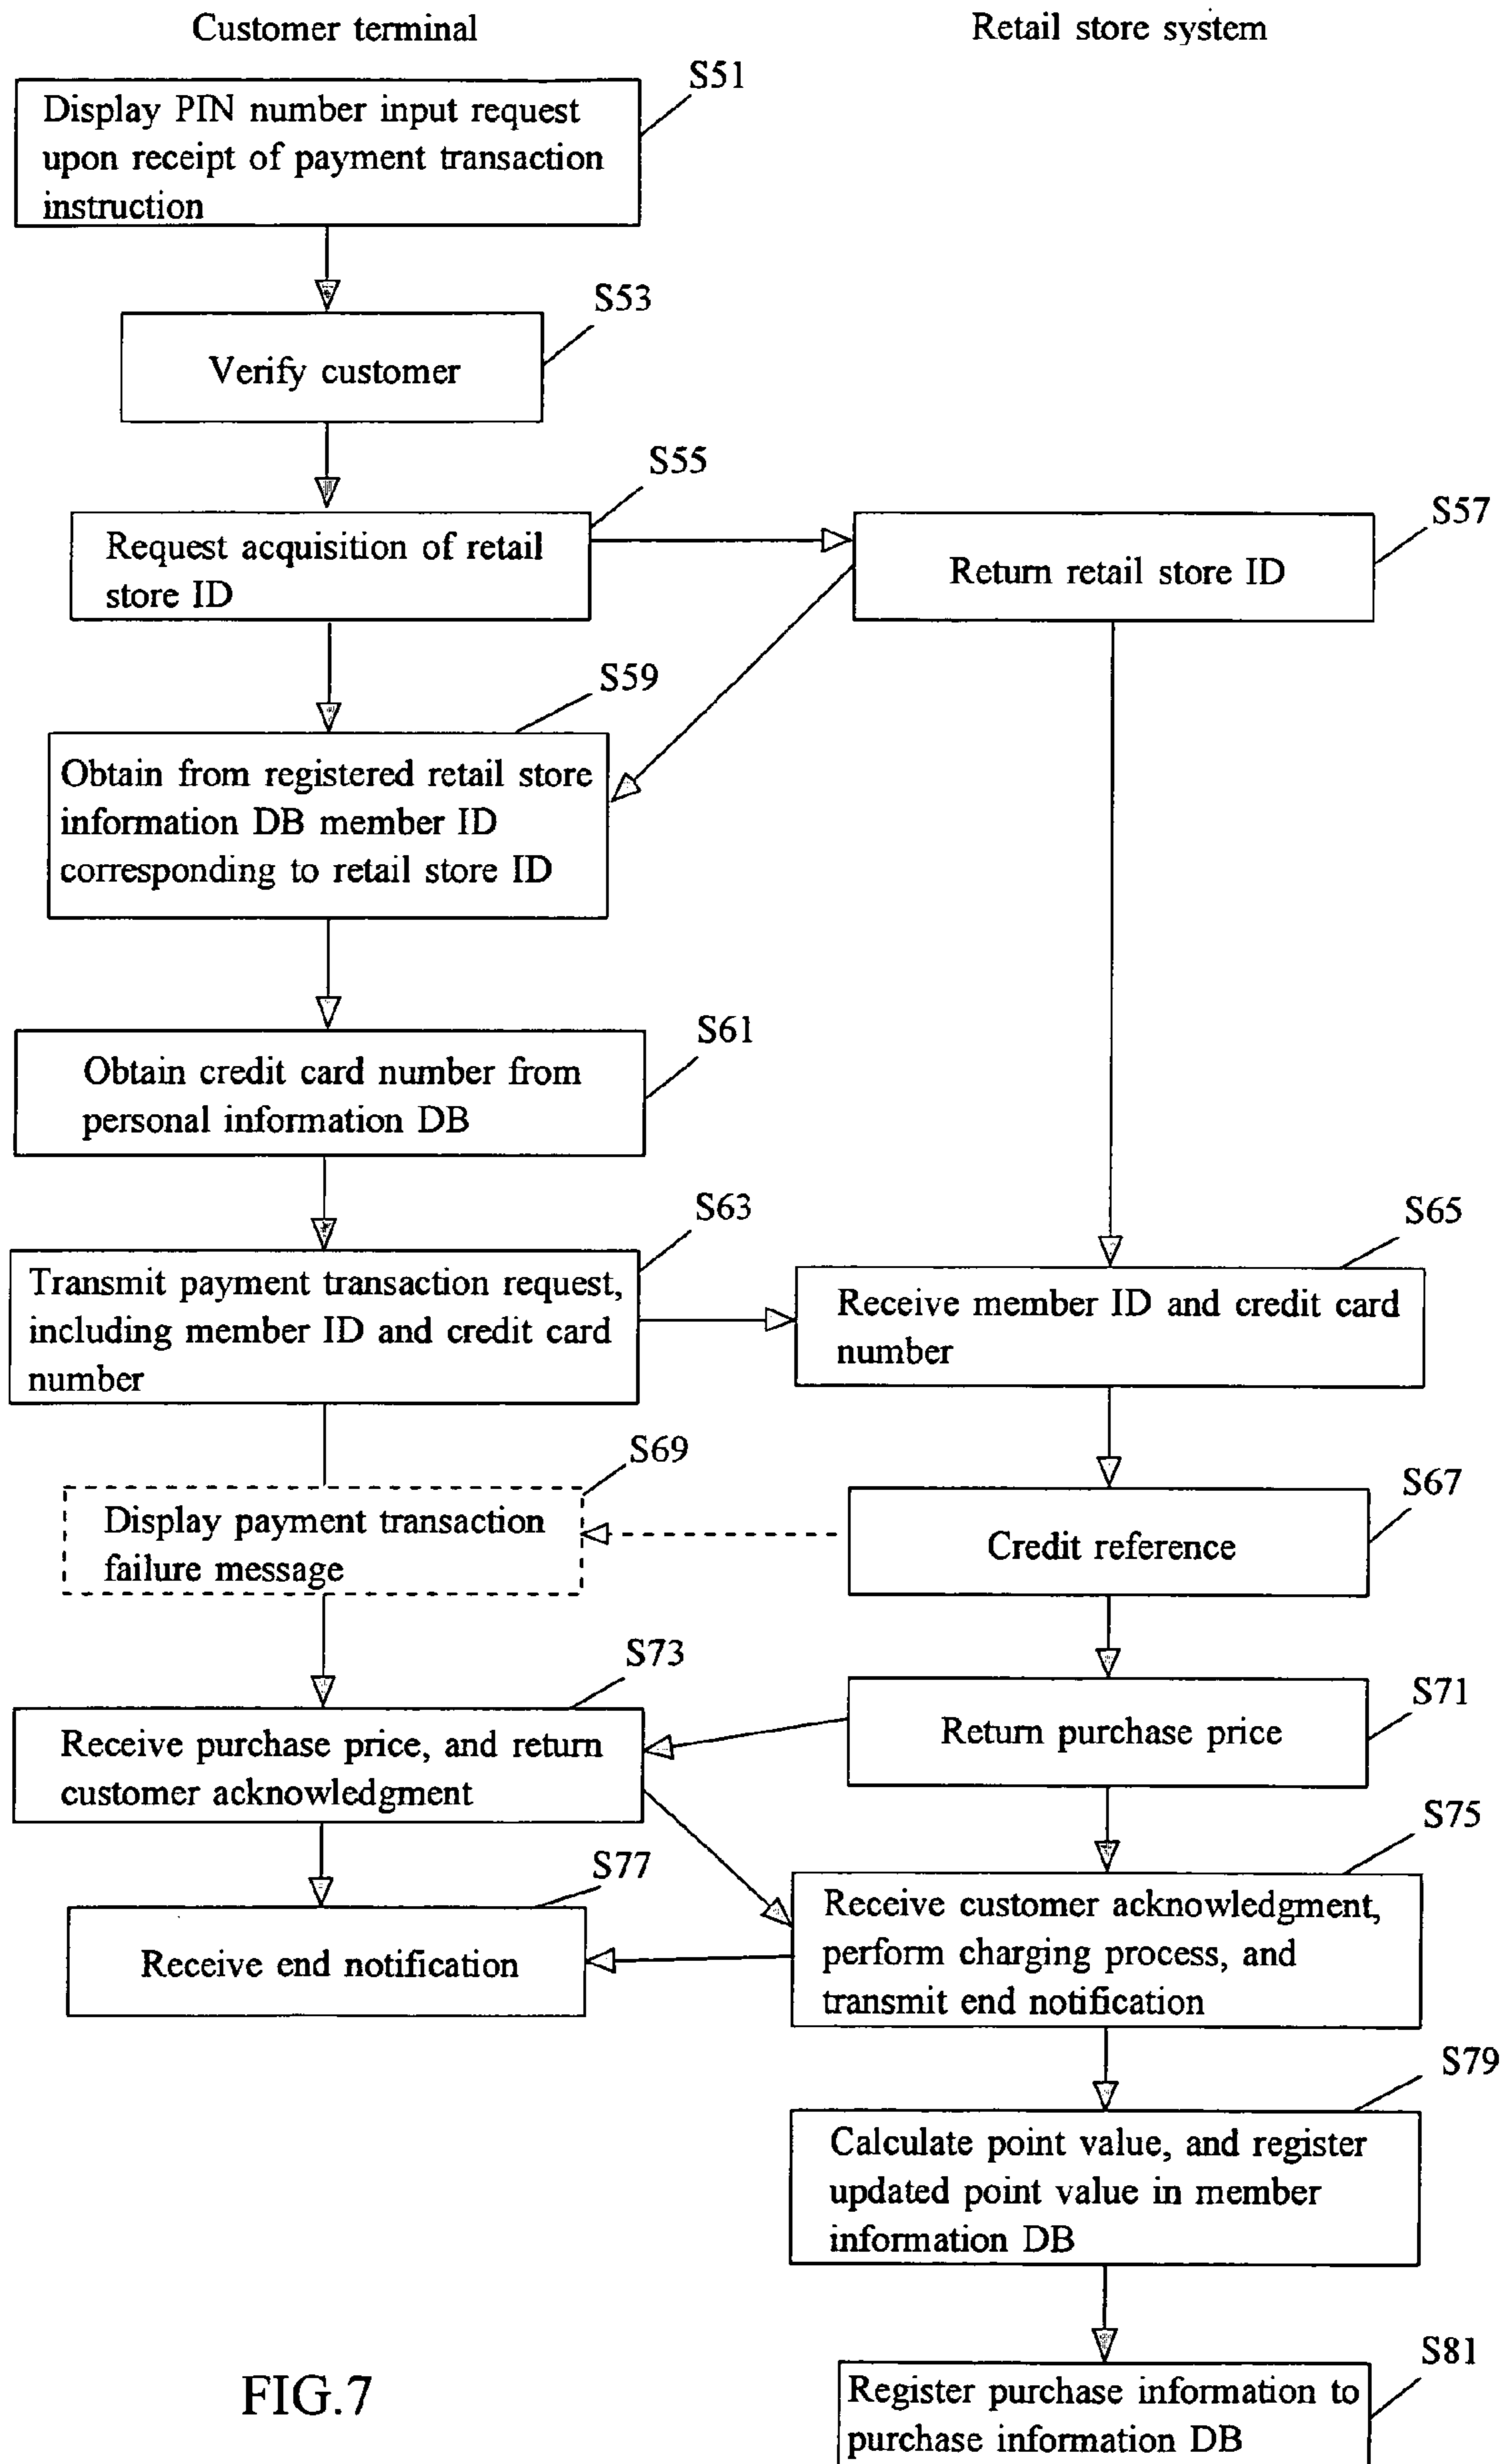 Customer terminal
Retail store system
S51
Display PIN number input request
upon receipt of payment transaction
instruction
S53
Verify customer
S55
Request acquisition of retail
store ID
S57
Return retail store ID
S59
Obtain from registered retail store
information DB member ID
corresponding to retail store ID
S61
Obtain credit card number from
personal information DB
S63
Transmit payment transaction request,
including member ID and credit card
number
S65
Receive member ID and credit card
number
S67
Credit reference
S69
Display payment transaction
failure message
S71
Return purchase price
S73
Receive purchase price, and return
customer acknowledgment
S75
Receive customer acknowledgment,
perform charging process, and
transmit end notification
S77
Receive end notification
S79
Calculate point value, and register
updated point value in member
information DB
S81
Register purchase information to
purchase information DB
FIG.7